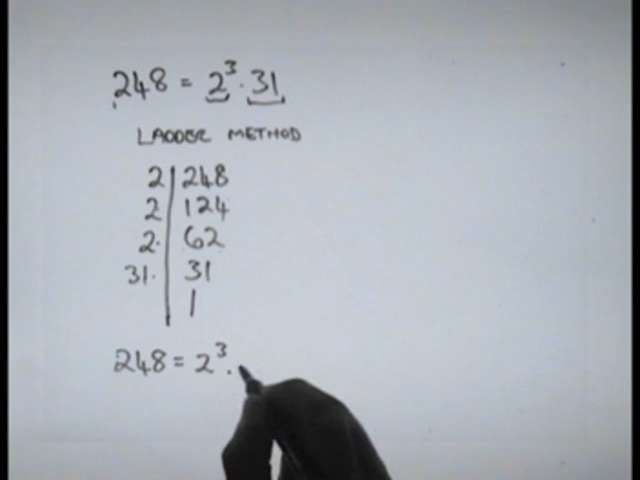 248 = 2³ · 31
LADDER METHOD
2 | 248
2 | 124
2· | 62
31· | 31
| 1
248 = 2³ ·